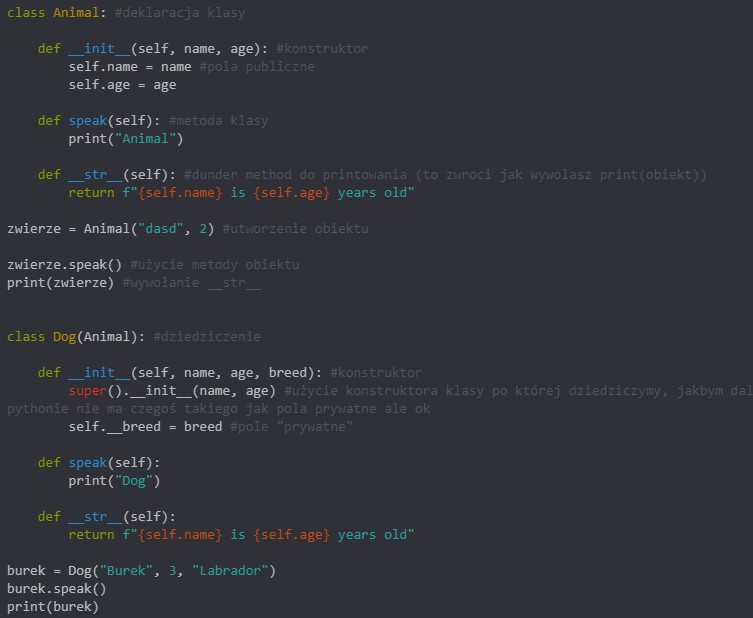 class Animal: #deklaracja klasy
def __init__(self, name, age): #konstruktor
self.name = name #pola publiczne
self.age = age
def speak(self): #metoda klasy
print("Animal")
def __str__(self): #dunder method do printowania (to zwroci jak wywolasz print(obiekt))
return f"{self.name} is {self.age} years old"
zwierze = Animal("dasd", 2) #utworzenie obiektu
zwierze.speak() #użycie metody obiektu
print(zwierze) #wywołanie __str__
class Dog(Animal): #dziedziczenie
def __init__(self, name, age, breed): #konstruktor
super().__init__(name, age) #użycie konstruktora klasy po której dziedziczymy, jakbym dal
pythonie nie ma czegoś takiego jak pola prywatne ale ok
self.__breed = breed #pole "prywatne"
def speak(self):
print("Dog")
def __str__(self):
return f"{self.name} is {self.age} years old"
burek = Dog("Burek", 3, "Labrador")
burek.speak()
print(burek)